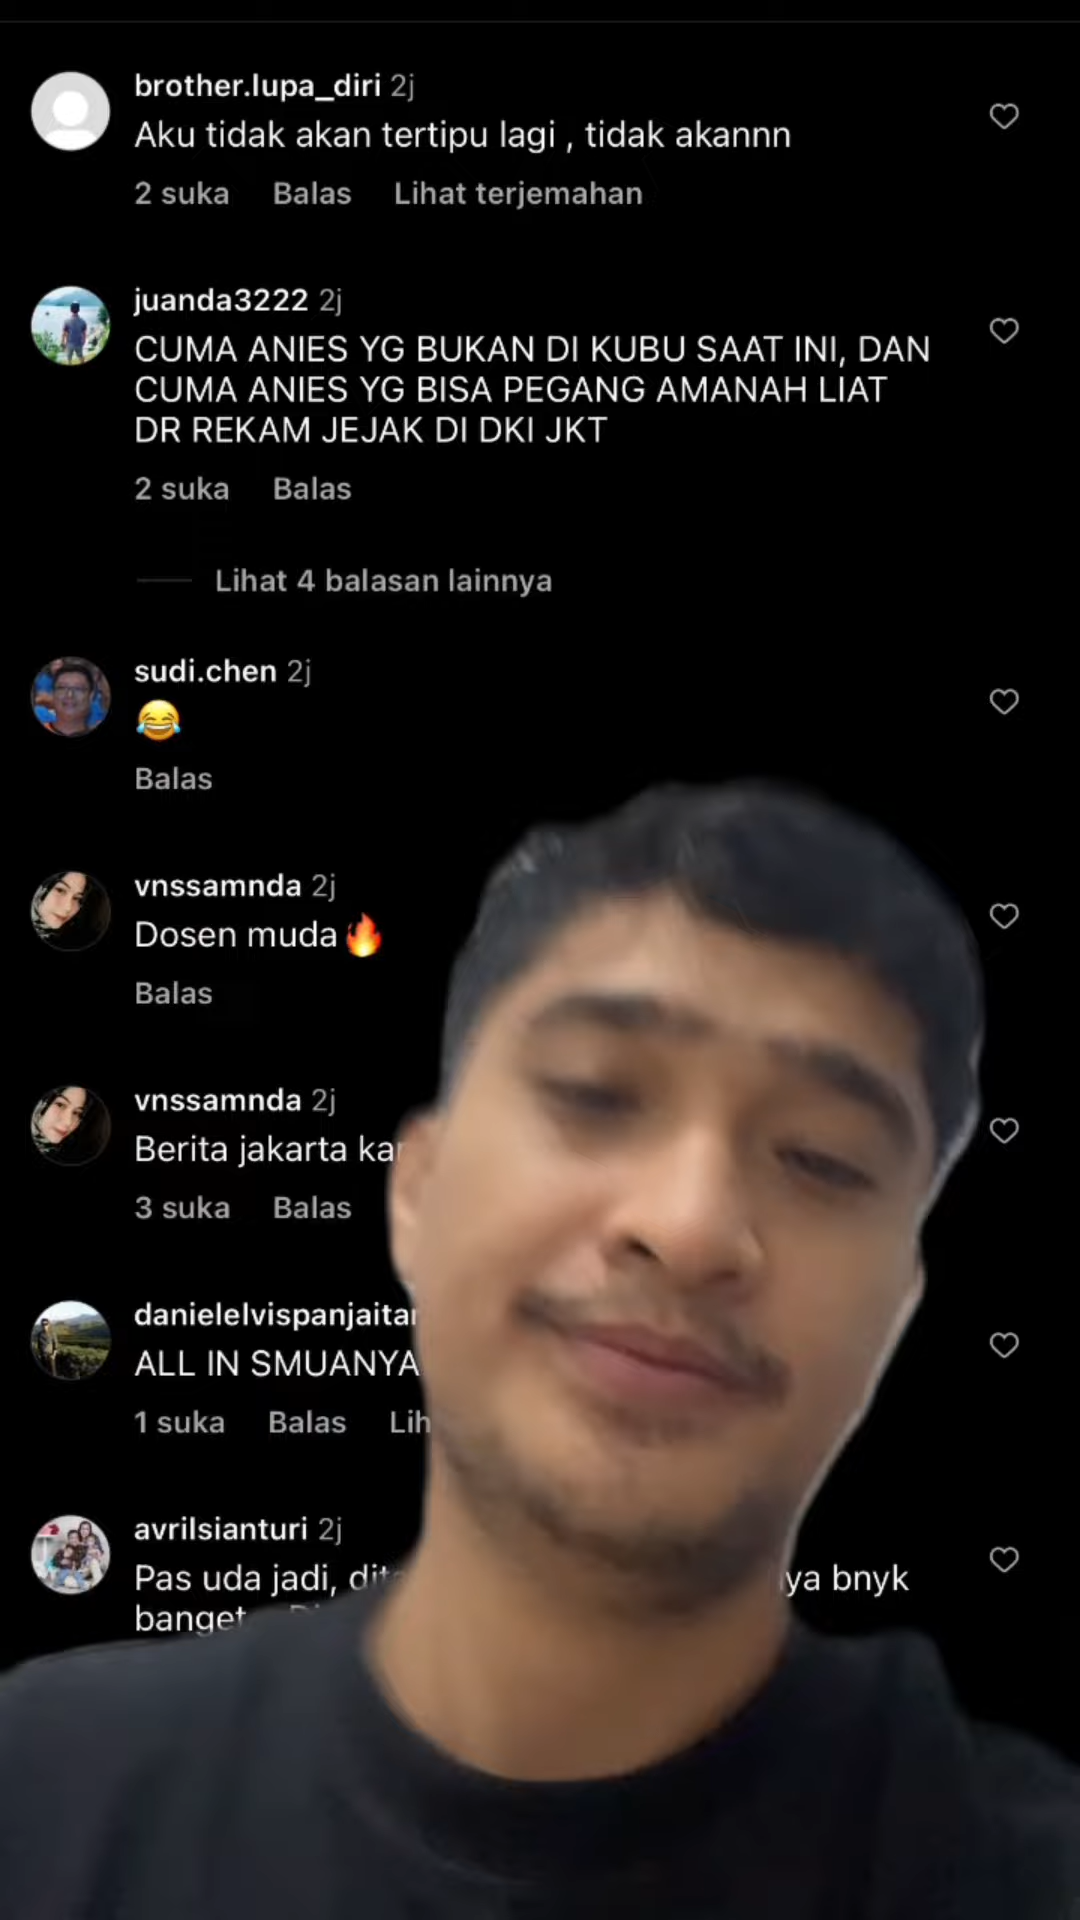 brother.lupa_diri 2j
Aku tidak akan tertipu lagi , tidak akannn
2 suka Balas Lihat terjemahan
juanda3222 2j
CUMA ANIES YG BUKAN DI KUBU SAAT INI, DAN
CUMA ANIES YG BISA PEGANG AMANAH LIAT
DR REKAM JEJAK DI DKI JKT
2 suka Balas
Lihat 4 balasan lainnya
sudi.chen 2j
😂
Balas
vnssamnda 2j
Dosen muda🔥
Balas
vnssamnda 2j
Berita jakarta
3 suka Balas
danielelvispanjaitan
ALL IN SMUANYA
1 suka Balas
avrilsianturi 2j
Pas uda jadi, bnyk
banget